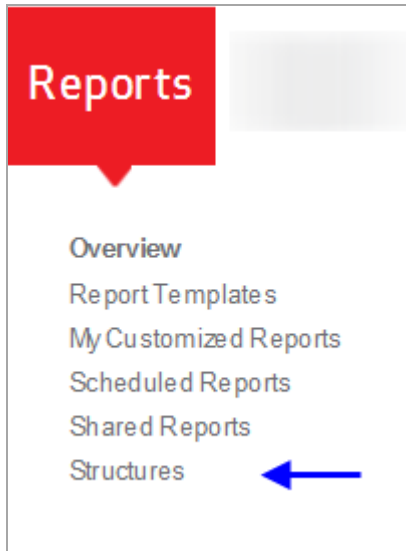 Reports
Overview
Report Templates
My Customized Reports
Scheduled Reports
Shared Reports
Structures